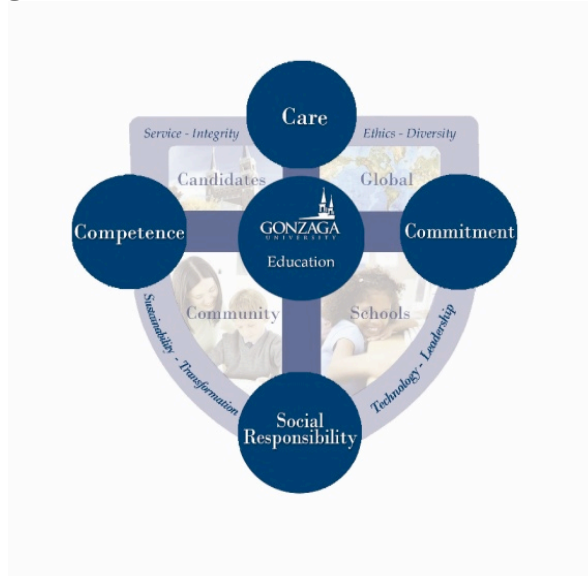 Care
Service - Integrity
Ethics - Diversity
Candidates
Global
Competence
GONZAGA
UNIVERSITY
Education
Commitment
Community
Schools
Sustainability - Transformation
Technology - Leadership
Social
Responsibility